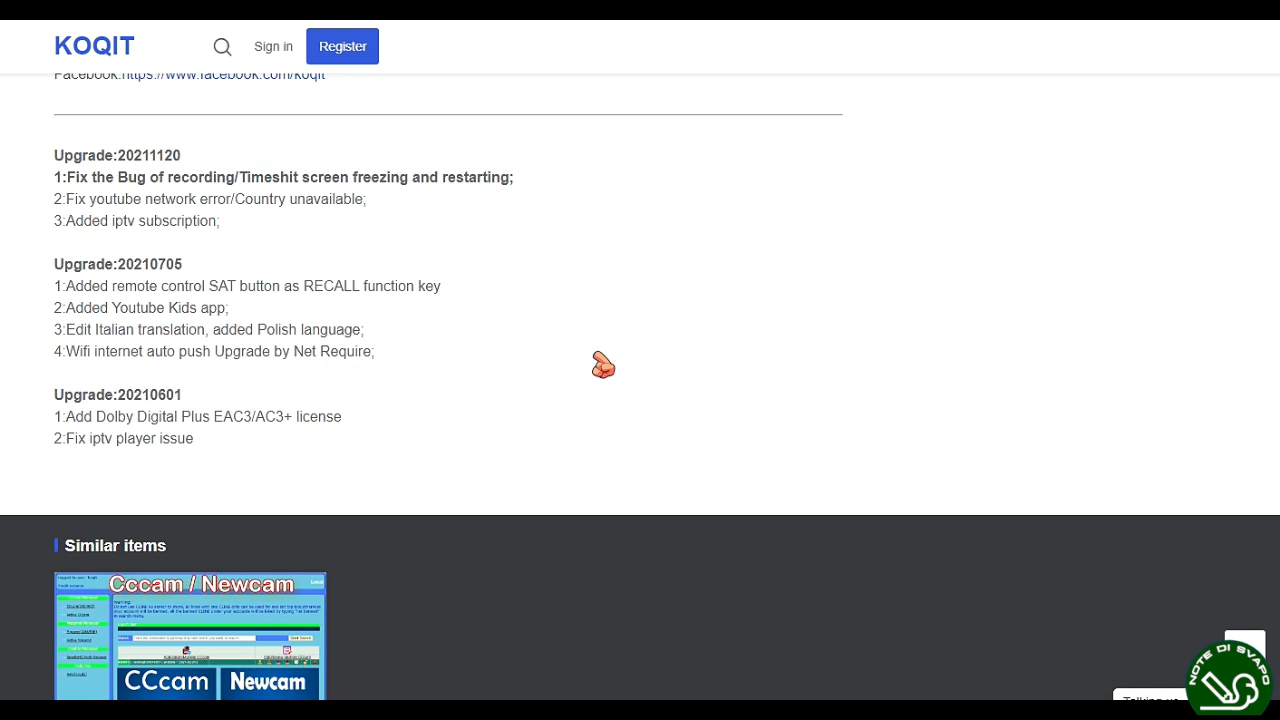 KOQIT
Sign in
Register
Facebook:https://www.facebook.com/koqit
Upgrade:20211120
1:Fix the Bug of recording/Timeshit screen freezing and restarting;
2:Fix youtube network error/Country unavailable;
3:Added iptv subscription;
Upgrade:20210705
1:Added remote control SAT button as RECALL function key
2:Added Youtube Kids app;
3:Edit Italian translation, added Polish language;
4:Wifi internet auto push Upgrade by Net Require;
Upgrade:20210601
1:Add Dolby Digital Plus EAC3/AC3+ license
2:Fix iptv player issue
Similar items
Cccam / Newcam
CCcam
Newcam
NOTE DI SVAPO